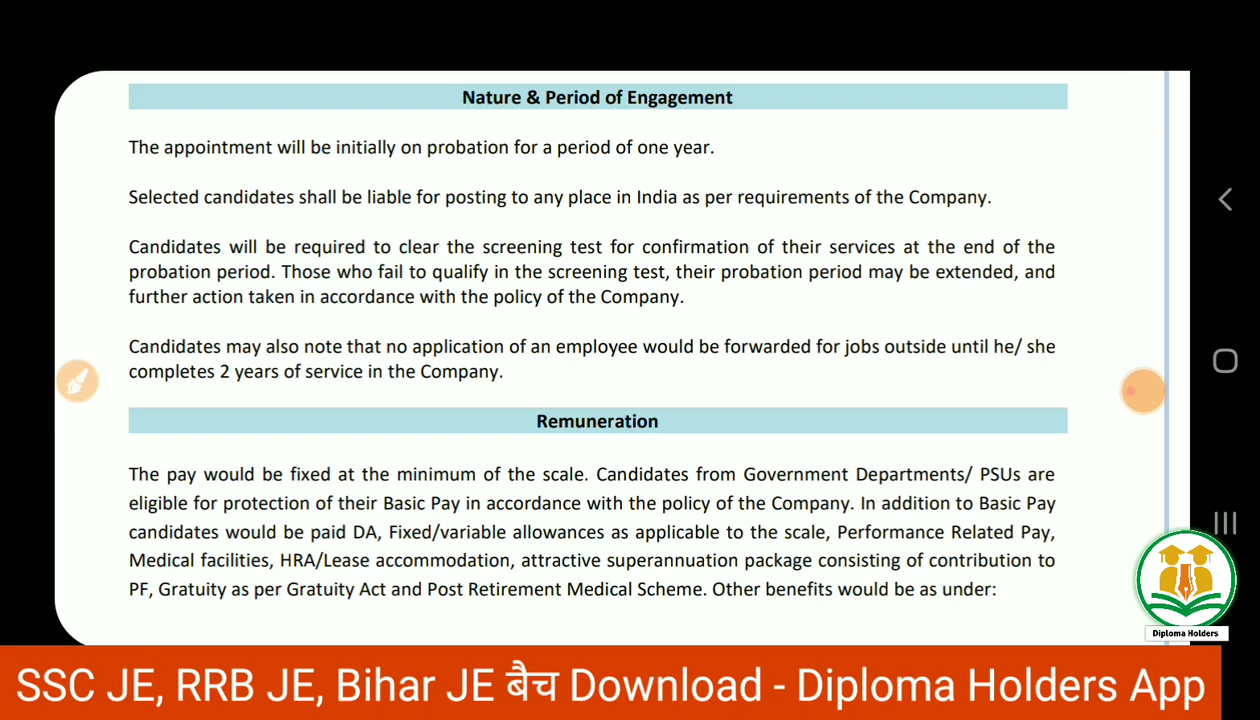 Nature & Period of Engagement
The appointment will be initially on probation for a period of one year.
Selected candidates shall be liable for posting to any place in India as per requirements of the Company.
Candidates will be required to clear the screening test for confirmation of their services at the end of the
probation period. Those who fail to qualify in the screening test, their probation period may be extended, and
further action taken in accordance with the policy of the Company.
Candidates may also note that no application of an employee would be forwarded for jobs outside until he/ she
completes 2 years of service in the Company.
Remuneration
The pay would be fixed at the minimum of the scale. Candidates from Government Departments/ PSUs are
eligible for protection of their Basic Pay in accordance with the policy of the Company. In addition to Basic Pay
candidates would be paid DA, Fixed/variable allowances as applicable to the scale, Performance Related Pay,
Medical facilities, HRA/Lease accommodation, attractive superannuation package consisting of contribution to
PF, Gratuity as per Gratuity Act and Post Retirement Medical Scheme. Other benefits would be as under:
Diploma Holders
SSC JE, RRB JE, Bihar JE बैच Download - Diploma Holders App